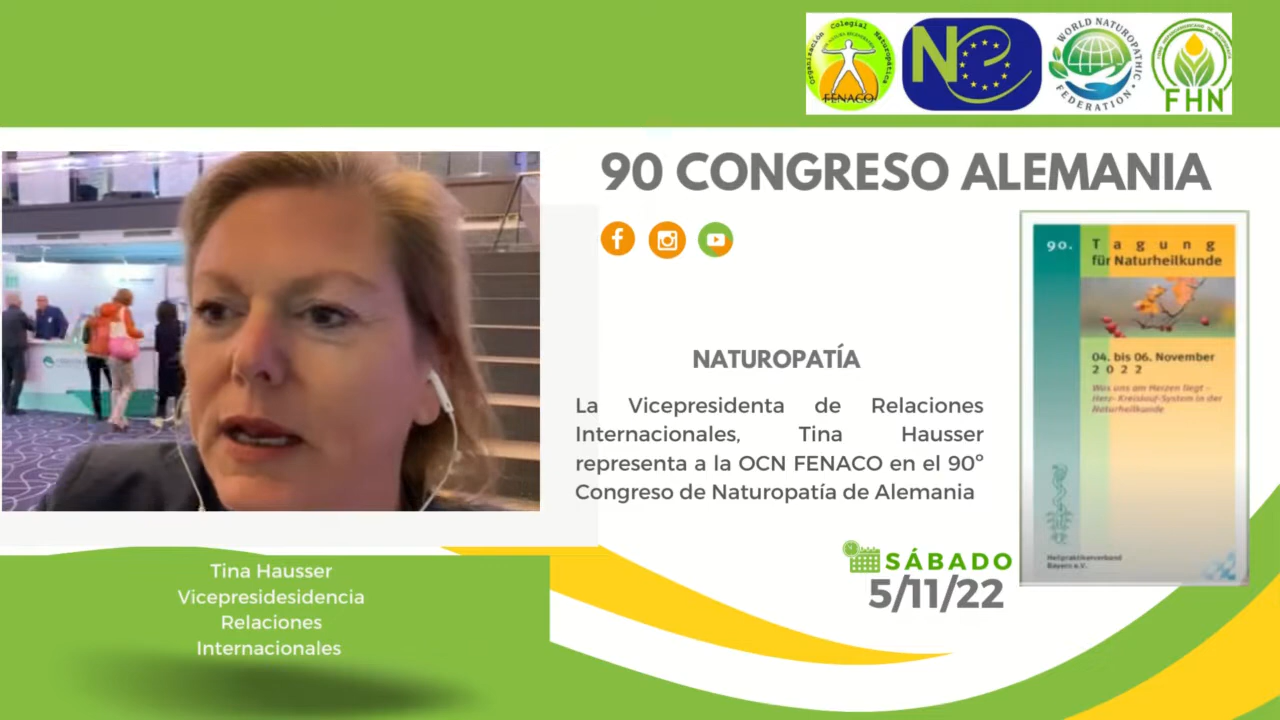 Organización Colegial Naturopática
FENACO
Ne
WORLD NATUROPATHIC
FEDERATION
FHN
90 CONGRESO ALEMANIA
90.
Tagung
für Naturheilkunde
04. bis 06. November
2022
Was uns am Herzen liegt -
Herz- Kreislauf-System in der
Naturheilkunde
Heilpraktikerverband
Bayern e.V.
NATUROPATÍA
La Vicepresidenta de Relaciones
Internacionales, Tina Hausser
representa a la OCN FENACO en el 90º
Congreso de Naturopatía de Alemania
SÁBADO
5/11/22
Tina Hausser
Vicepresidesidencia
Relaciones
Internacionales